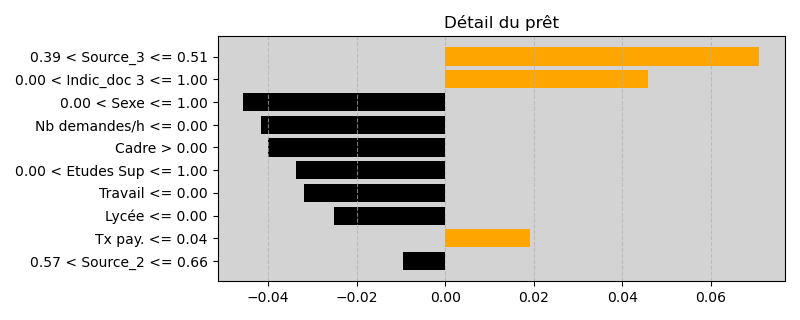 Détail du prêt
0.39 < Source_3 <= 0.51
0.00 < Indic_doc 3 <= 1.00
0.00 < Sexe <= 1.00
Nb demandes/h <= 0.00
Cadre > 0.00
0.00 < Etudes Sup <= 1.00
Travail <= 0.00
Lycée <= 0.00
Tx pay. <= 0.04
0.57 < Source_2 <= 0.66
−0.04 −0.02 0.00 0.02 0.04 0.06